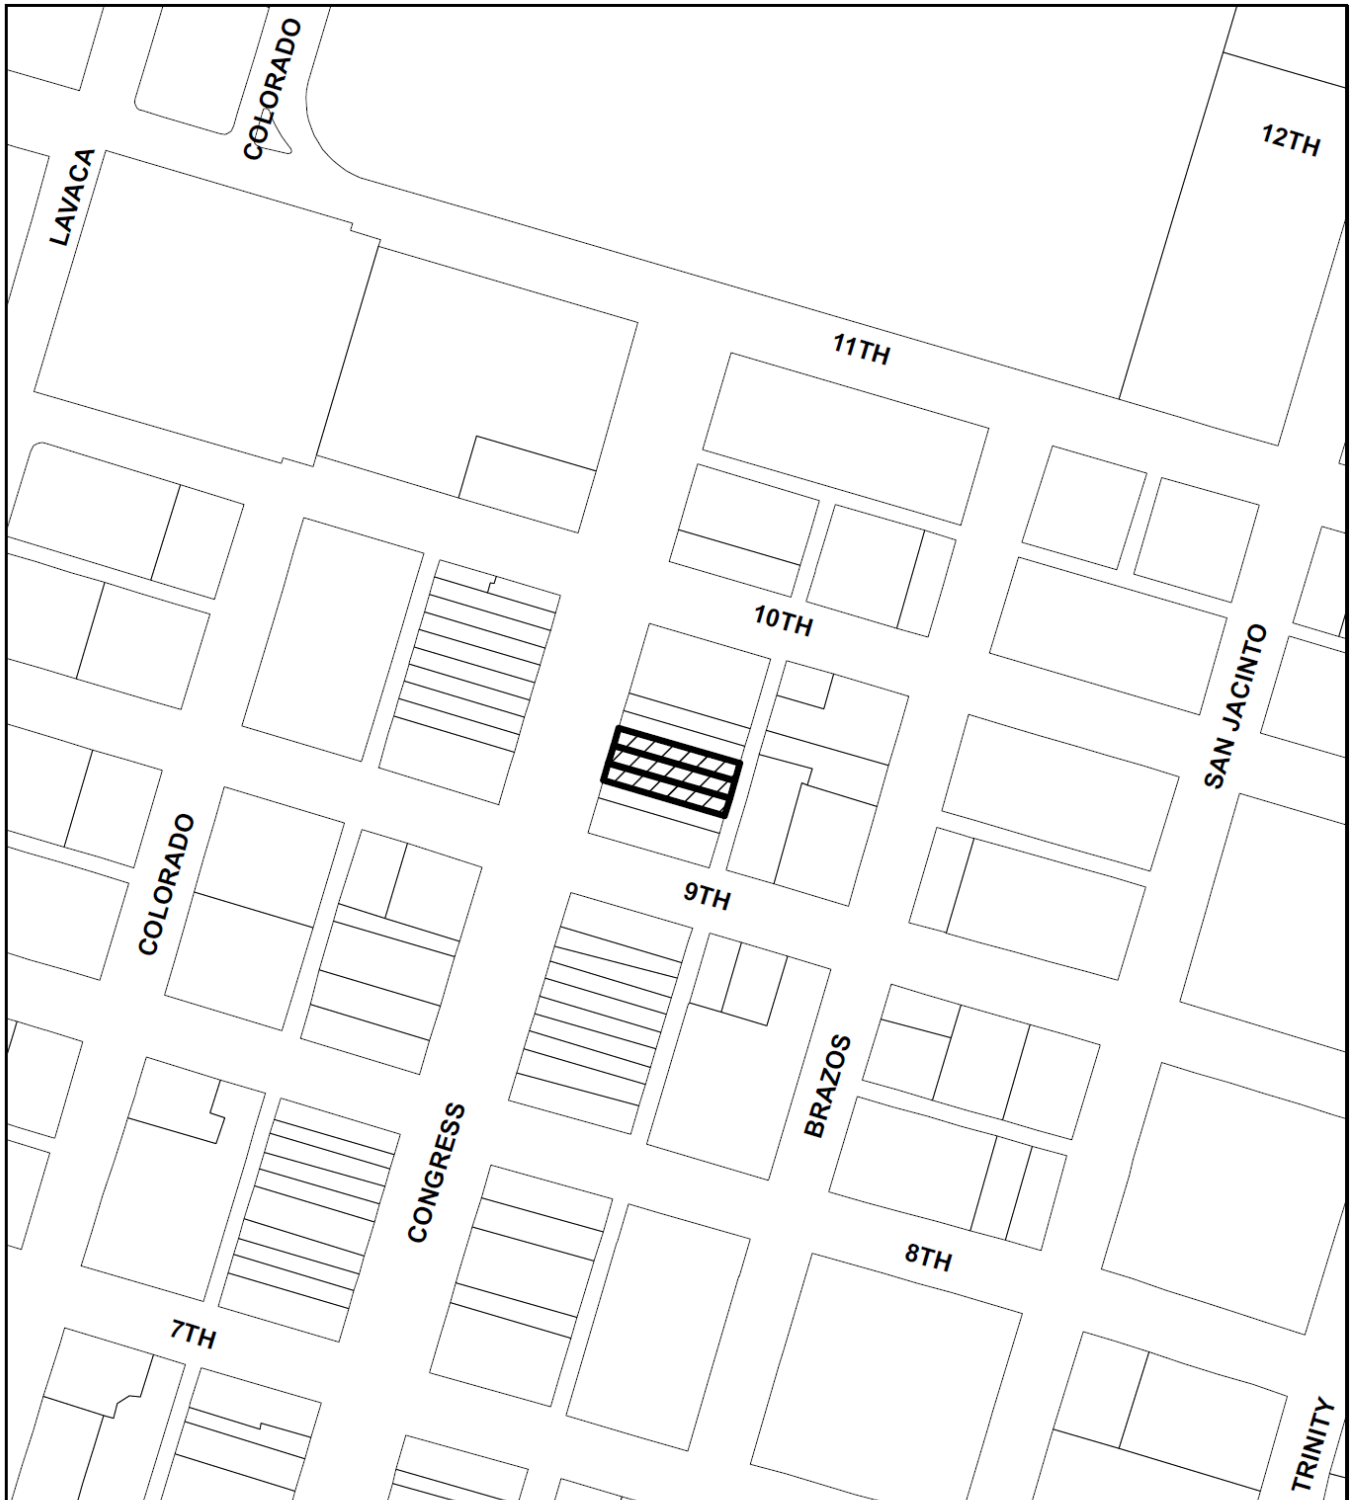 COLORADO
12TH
LAVACA
11TH
10TH
SAN JACINTO
COLORADO
9TH
BRAZOS
CONGRESS
8TH
7TH
TRINITY